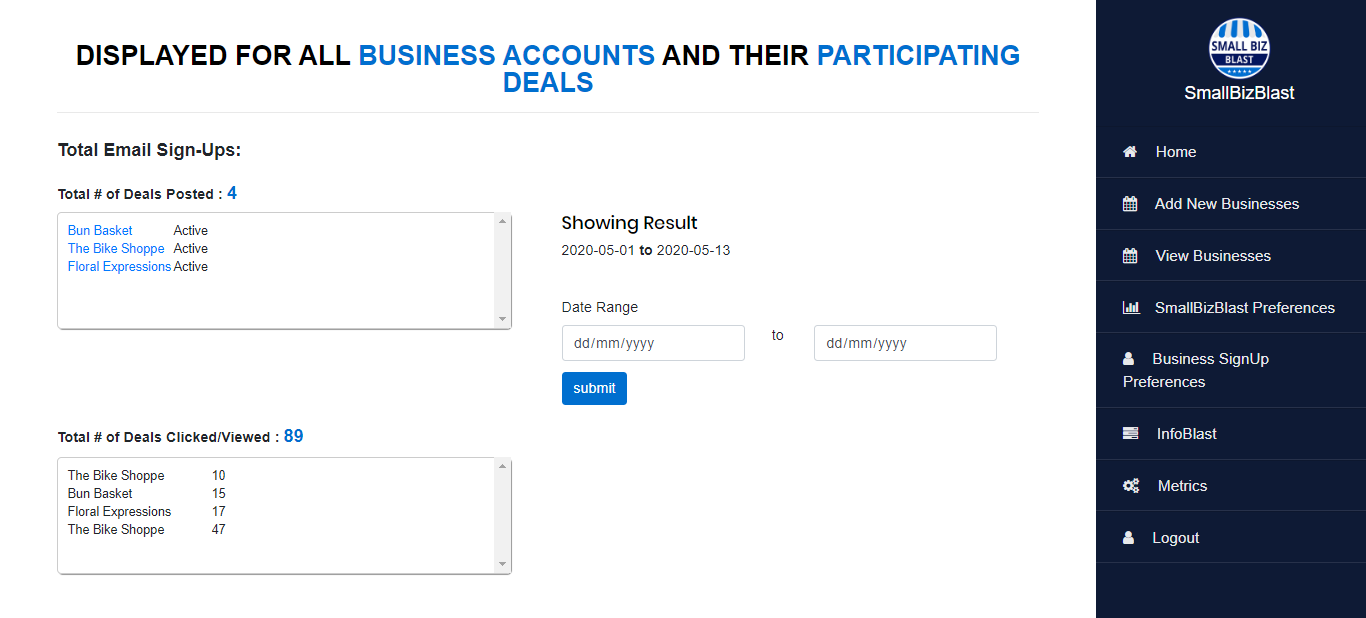 DISPLAYED FOR ALL BUSINESS ACCOUNTS AND THEIR PARTICIPATING
DEALS
Total Email Sign-Ups:
Total # of Deals Posted : 4
Bun Basket Active
The Bike Shoppe Active
Floral Expressions Active
Showing Result
2020-05-01 to 2020-05-13
Date Range
dd/mm/yyyy to dd/mm/yyyy
submit
Total # of Deals Clicked/Viewed : 89
The Bike Shoppe 10
Bun Basket 15
Floral Expressions 17
The Bike Shoppe 47
SMALL BIZ
BLAST
SmallBizBlast
Home
Add New Businesses
View Businesses
SmallBizBlast Preferences
Business SignUp
Preferences
InfoBlast
Metrics
Logout